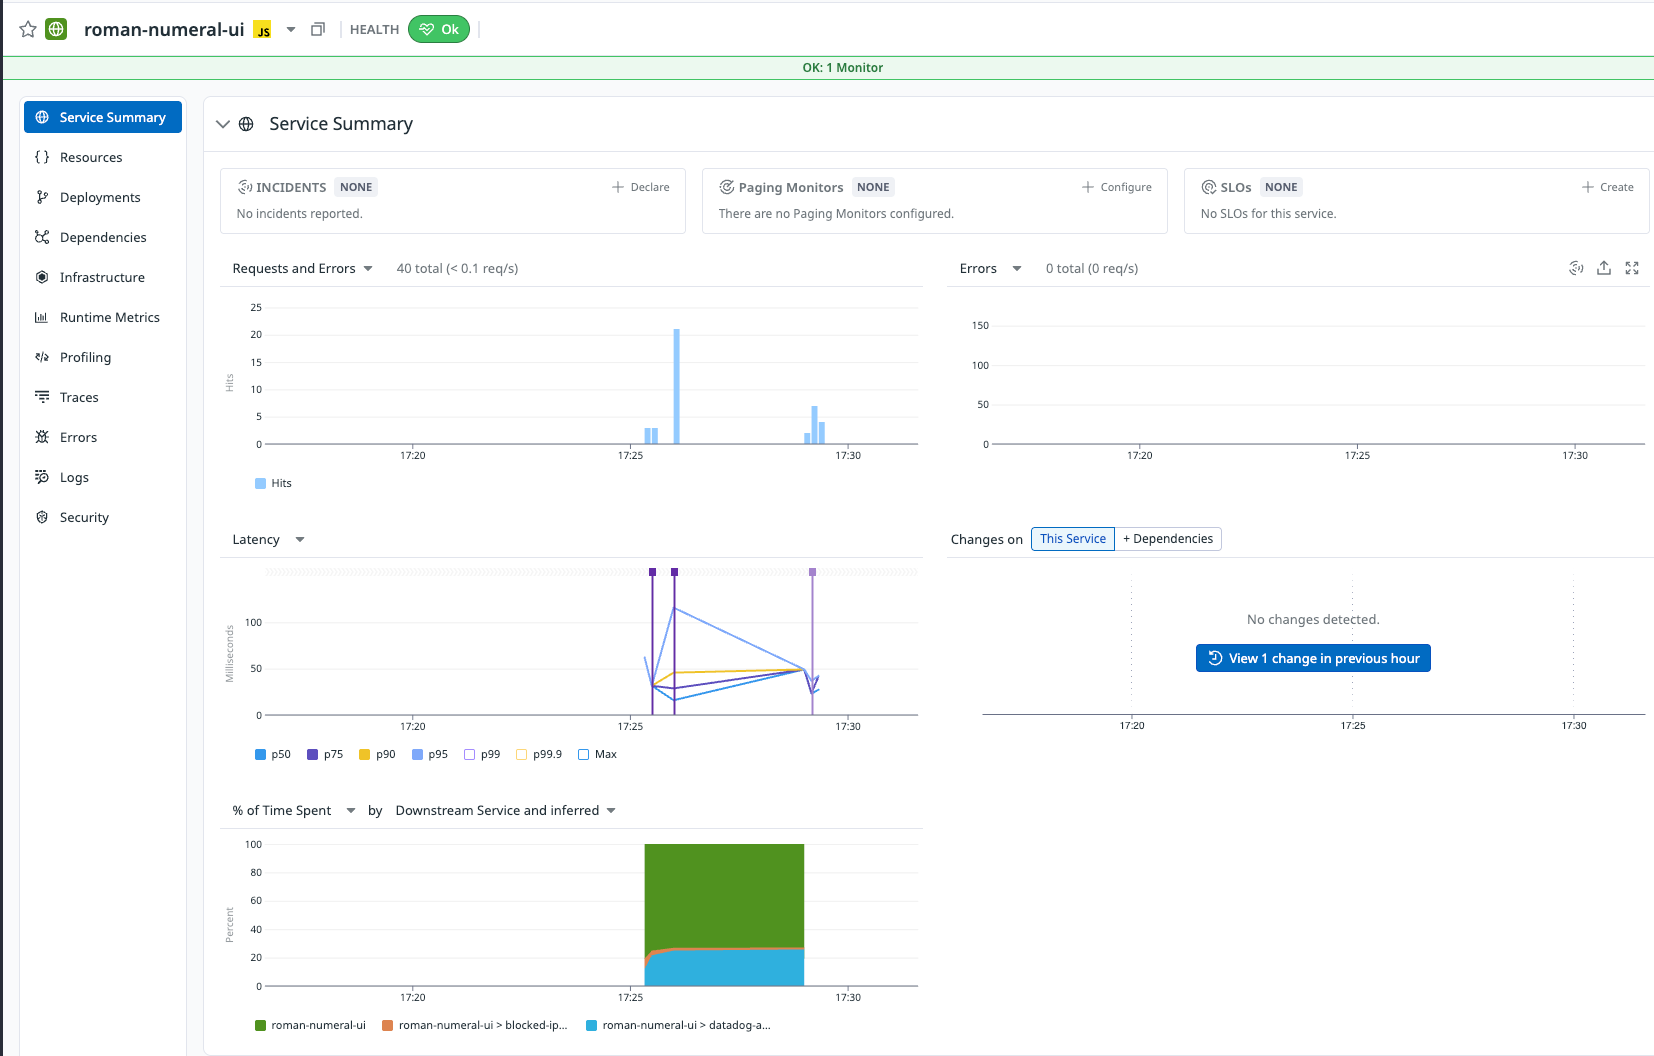 roman-numeral-ui JS HEALTH Ok
OK: 1 Monitor
Service Summary
Resources
Deployments
Dependencies
Infrastructure
Runtime Metrics
Profiling
Traces
Errors
Logs
Security
Service Summary
INCIDENTS NONE + Declare
No incidents reported.
Paging Monitors NONE + Configure
There are no Paging Monitors configured.
SLOs NONE + Create
No SLOs for this service.
Requests and Errors 40 total (< 0.1 req/s)
25
20
15
10
5
0
Hits
17:20 17:25 17:30
Hits
Errors 0 total (0 req/s)
150
100
50
0
17:20 17:25 17:30
Latency
100
50
0
Milliseconds
17:20 17:25 17:30
p50 p75 p90 p95 p99 p99.9 Max
Changes on This Service + Dependencies
No changes detected.
View 1 change in previous hour
17:20 17:25 17:30
% of Time Spent by Downstream Service and inferred
100
80
60
40
20
0
Percent
17:20 17:25 17:30
roman-numeral-ui roman-numeral-ui > blocked-ip... roman-numeral-ui > datadog-a...